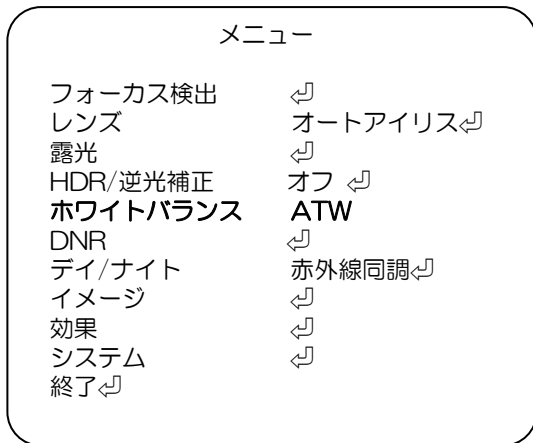 メニュー
フォーカス検出 ⏎
レンズ オートアイリス⏎
露光 ⏎
HDR/逆光補正 オフ ⏎
ホワイトバランス ATW
DNR ⏎
デイ/ナイト 赤外線同調⏎
イメージ ⏎
効果 ⏎
システム ⏎
終了⏎